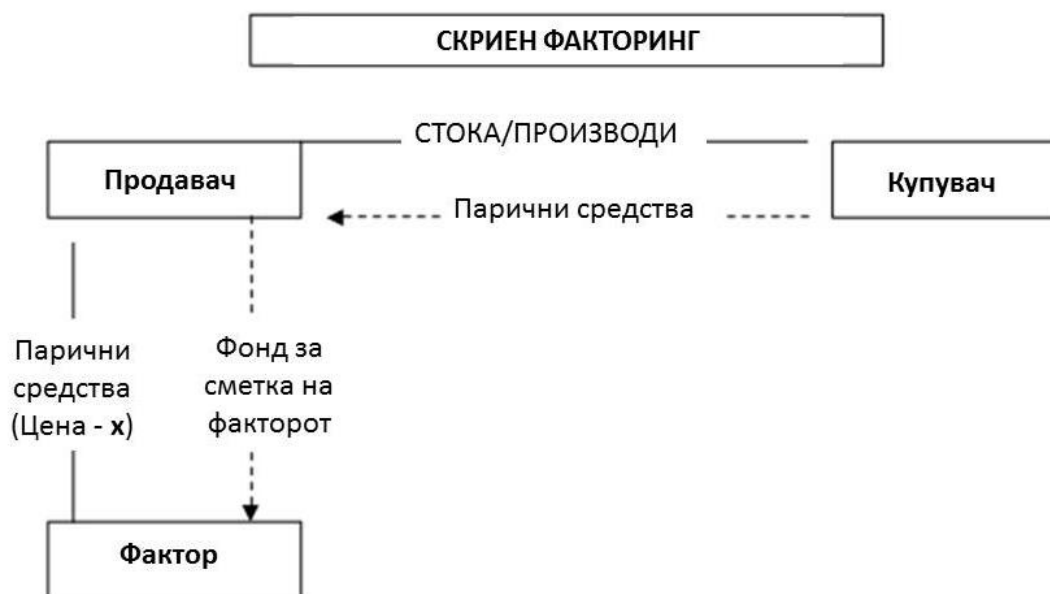 СКРИЕН ФАКТОРИНГ
СТОКА/ПРОИЗВОДИ
Продавач
Купувач
Парични средства
Парични
средства
(Цена - x)
Фонд за
сметка на
факторот
Фактор